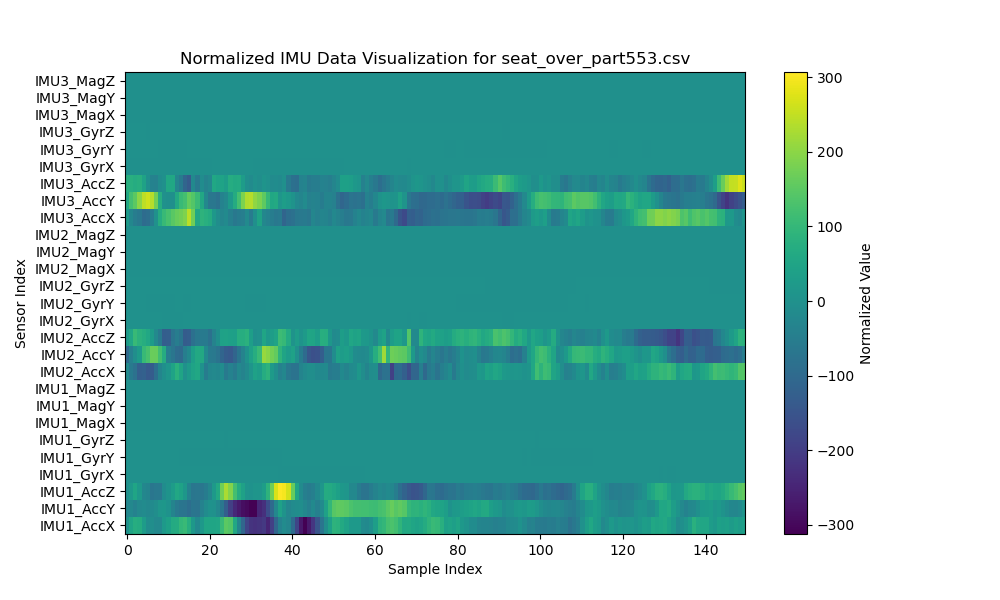 Normalized IMU Data Visualization for seat_over_part553.csv
IMU3_MagZ
IMU3_MagY
IMU3_MagX
IMU3_GyrZ
IMU3_GyrY
IMU3_GyrX
IMU3_AccZ
IMU3_AccY
IMU3_AccX
IMU2_MagZ
IMU2_MagY
IMU2_MagX
IMU2_GyrZ
IMU2_GyrY
IMU2_GyrX
IMU2_AccZ
IMU2_AccY
IMU2_AccX
IMU1_MagZ
IMU1_MagY
IMU1_MagX
IMU1_GyrZ
IMU1_GyrY
IMU1_GyrX
IMU1_AccZ
IMU1_AccY
IMU1_AccX
Sensor Index
0 20 40 60 80 100 120 140
Sample Index
300
200
100
0
−100
−200
−300
Normalized Value